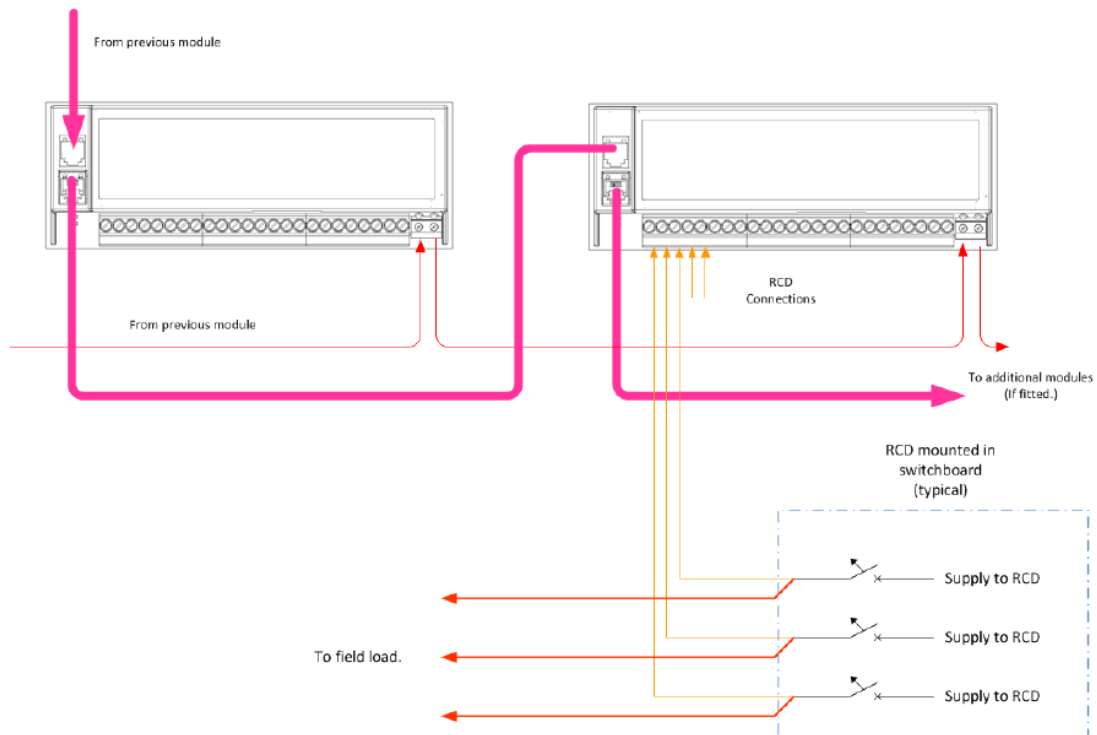 From previous module
RCD
Connections
From previous module
To additional modules
(If fitted.)
RCD mounted in
switchboard
(typical)
Supply to RCD
Supply to RCD
To field load.
Supply to RCD